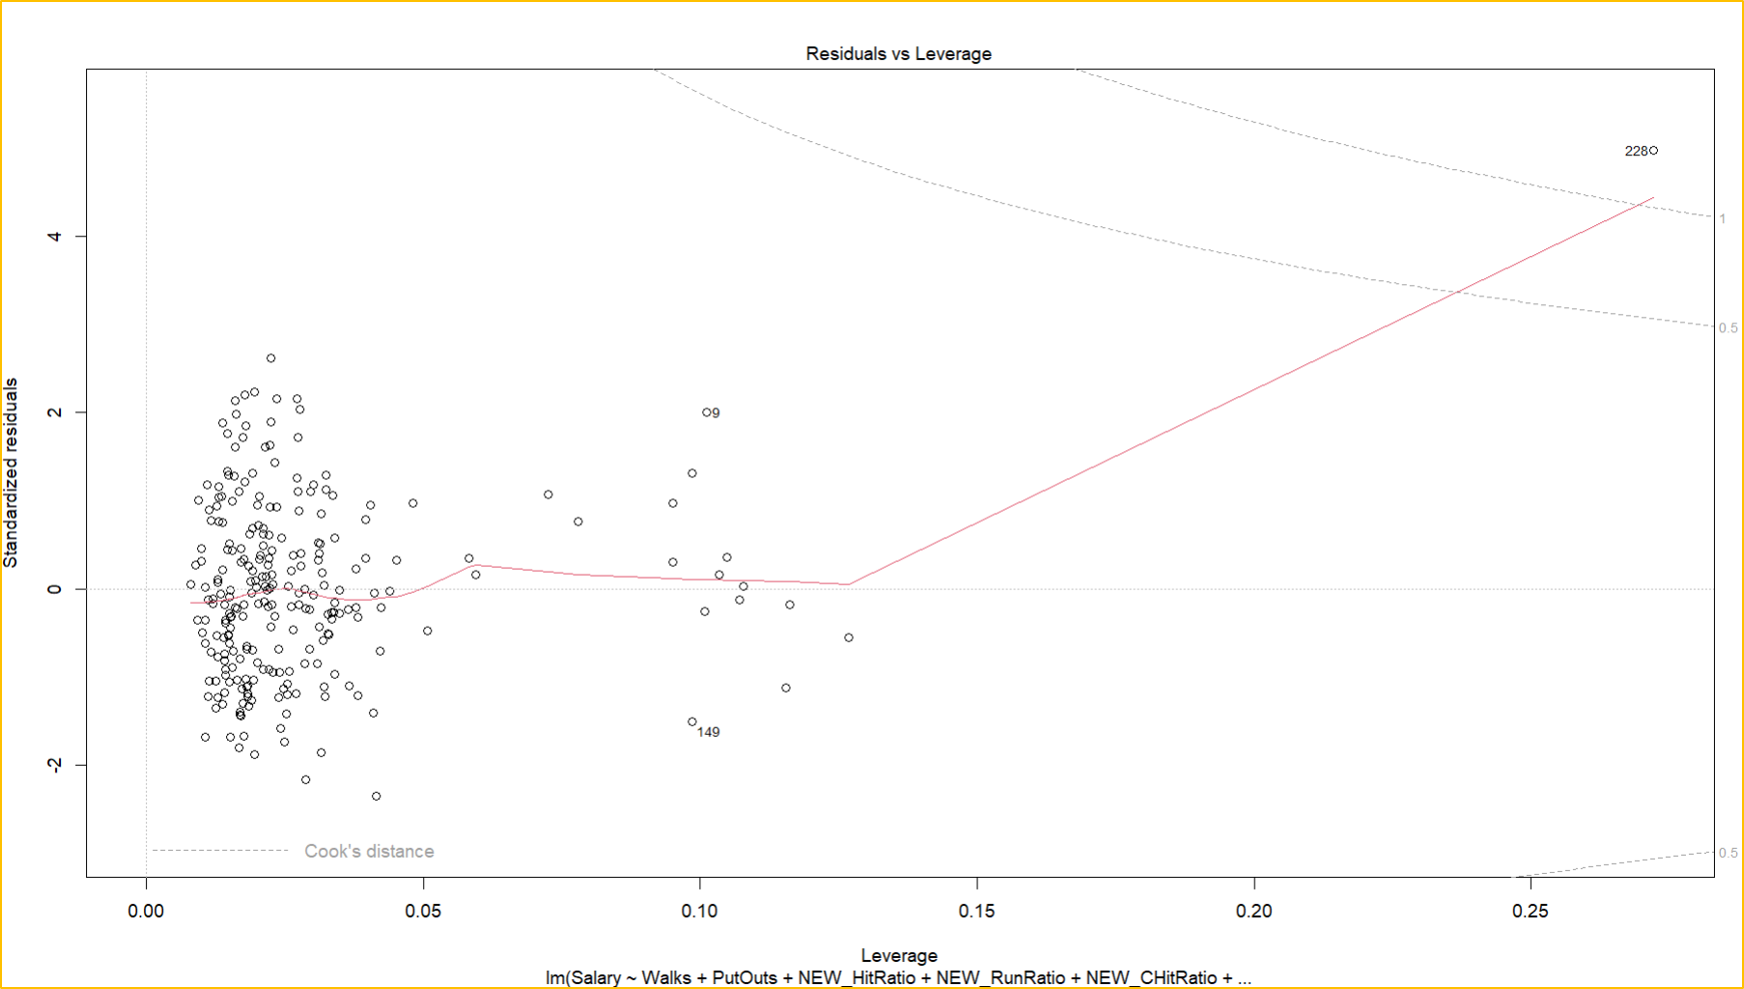 Residuals vs Leverage
228
1
4
0.5
2
9
Standardized residuals
0
149
-2
Cook's distance
0.5
0.00 0.05 0.10 0.15 0.20 0.25
Leverage
lm(Salary ~ Walks + PutOuts + NEW_HitRatio + NEW_RunRatio + NEW_CHitRatio + ...